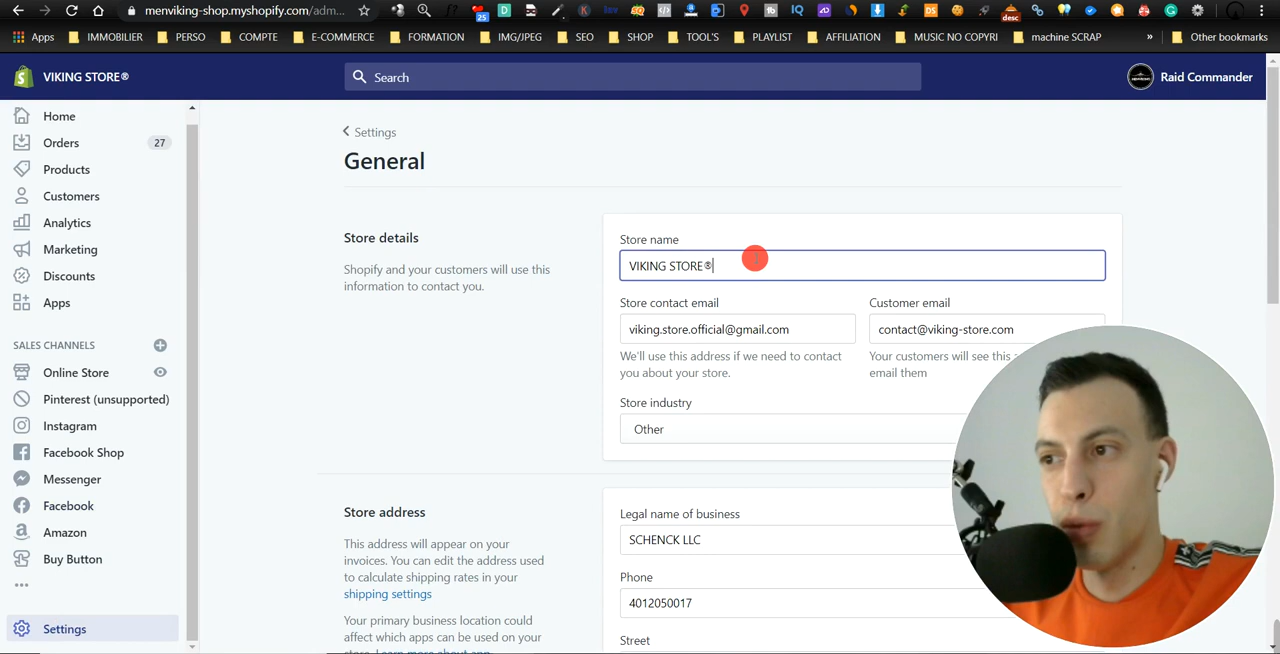 menviking-shop.myshopify.com/adm...
25
desc
Apps
IMMOBILIER
PERSO
COMPTE
E-COMMERCE
FORMATION
IMG/JPEG
SEO
SHOP
TOOL'S
PLAYLIST
AFFILIATION
MUSIC NO COPYRI
machine SCRAP
»
Other bookmarks
VIKING STORE®
Search
Raid Commander
Home
Orders
27
Products
Customers
Analytics
Marketing
Discounts
Apps
SALES CHANNELS
Online Store
Pinterest (unsupported)
Instagram
Facebook Shop
Messenger
Facebook
Amazon
Buy Button
Settings
Settings
General
Store details
Shopify and your customers will use this
information to contact you.
Store name
VIKING STORE®
Store contact email
viking.store.official@gmail.com
We'll use this address if we need to contact
you about your store.
Customer email
contact@viking-store.com
Your customers will see this
email them
Store industry
Other
Store address
This address will appear on your
invoices. You can edit the address used
to calculate shipping rates in your
shipping settings
Your primary business location could
affect which apps can be used on your
store. Learn more about app
Legal name of business
SCHENCK LLC
Phone
4012050017
Street